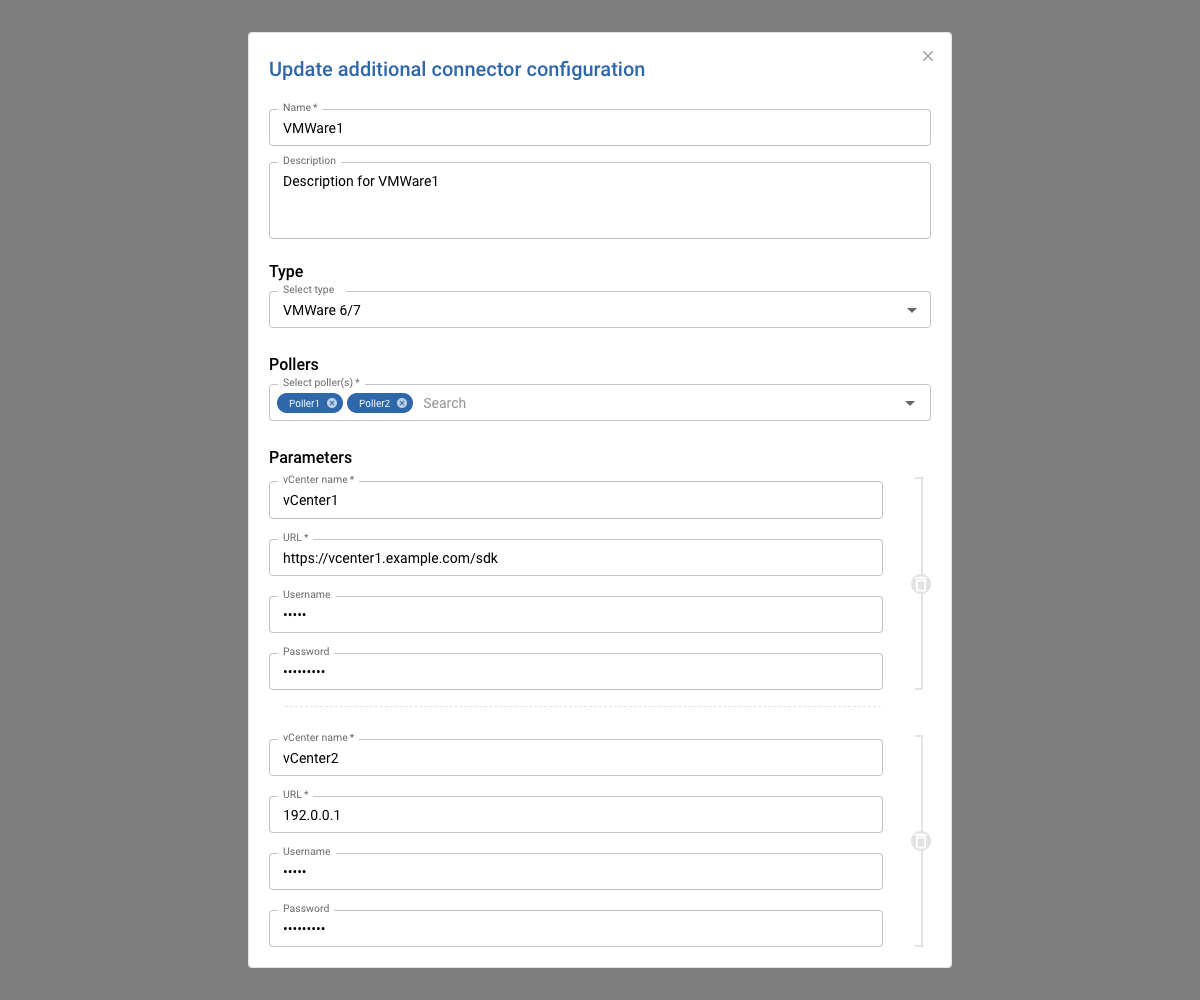 Update additional connector configuration
Name *
VMWare1
Description
Description for VMWare1
Type
Select type
VMWare 6/7
Pollers
Select poller(s) *
Poller1 Poller2 Search
Parameters
vCenter name *
vCenter1
URL *
https://vcenter1.example.com/sdk
Username
•••••
Password
•••••••••
vCenter name *
vCenter2
URL *
192.0.0.1
Username
•••••
Password
•••••••••